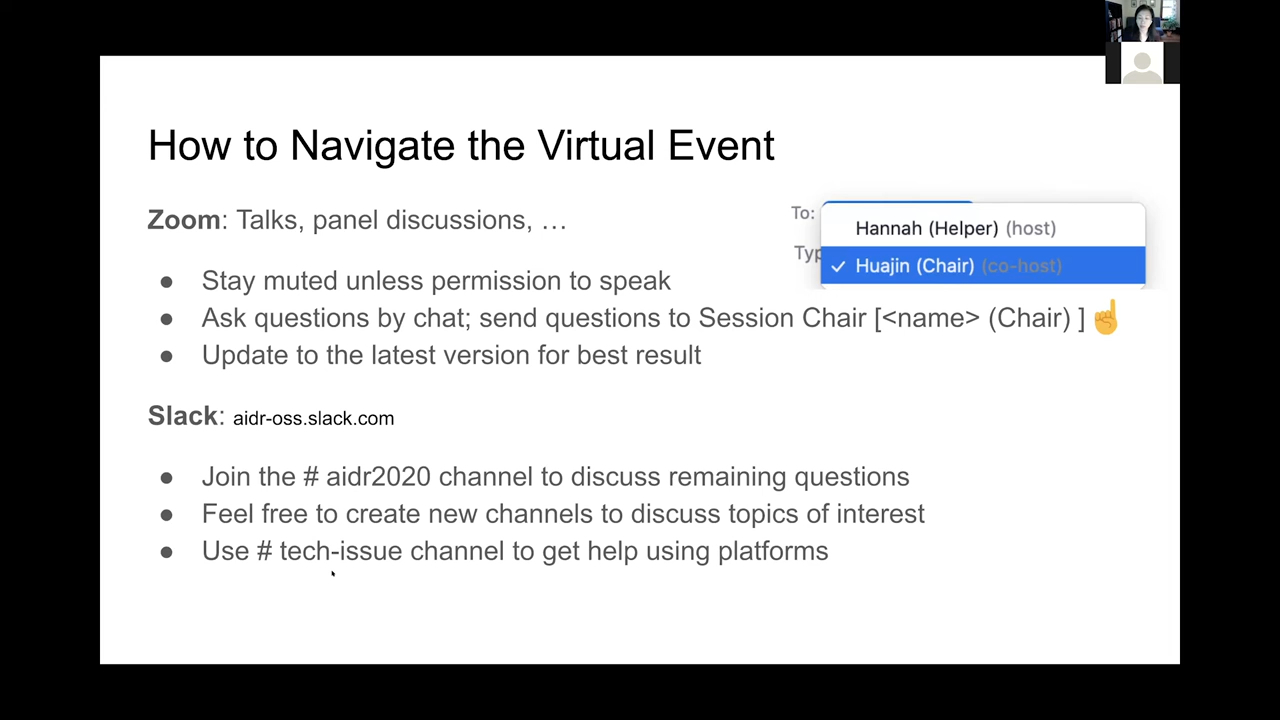 How to Navigate the Virtual Event
Zoom: Talks, panel discussions, …
To:
Hannah (Helper) (host)
Typ
✓ Huajin (Chair) (co-host)
● Stay muted unless permission to speak
● Ask questions by chat; send questions to Session Chair [<name> (Chair) ]
● Update to the latest version for best result
Slack: aidr-oss.slack.com
● Join the # aidr2020 channel to discuss remaining questions
● Feel free to create new channels to discuss topics of interest
● Use # tech-issue channel to get help using platforms